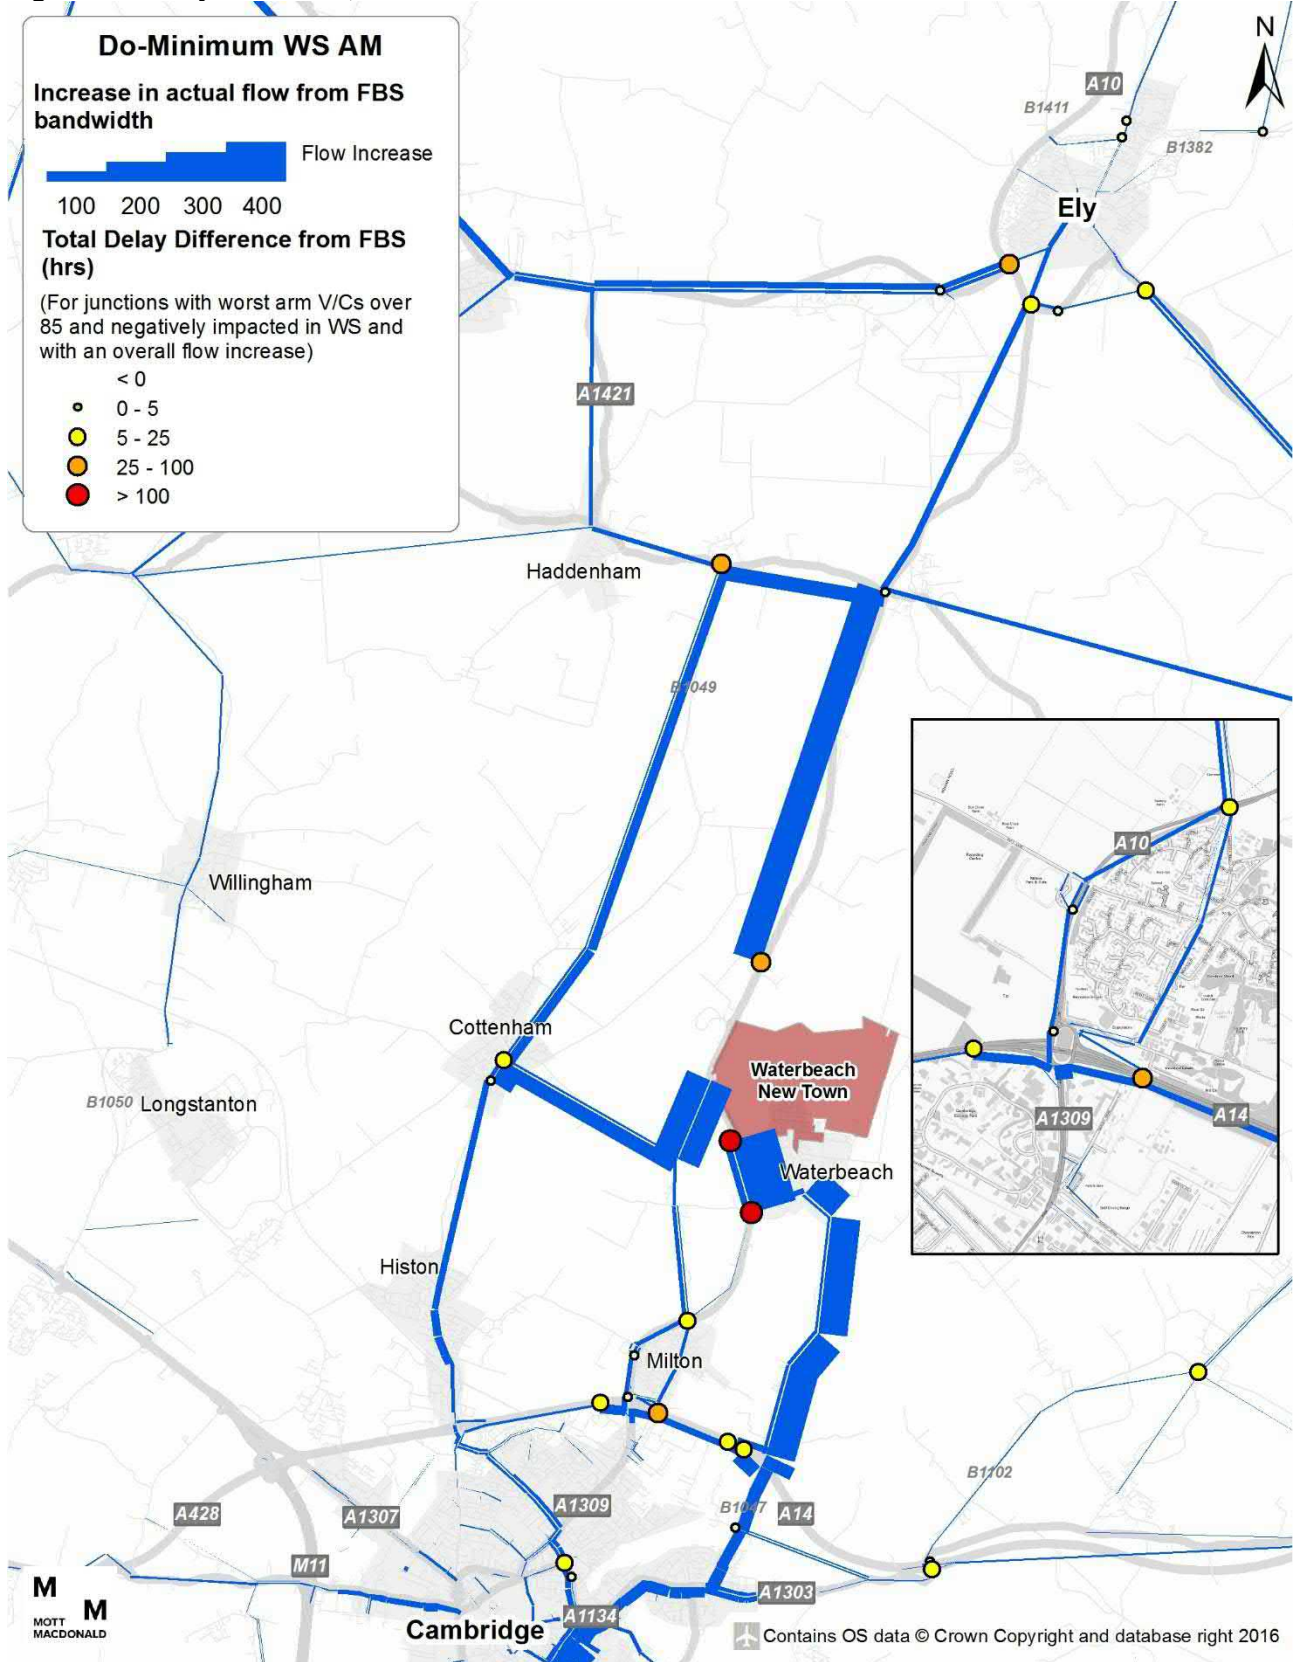 Do-Minimum WS AM
Increase in actual flow from FBS
bandwidth
Flow Increase
100 200 300 400
Total Delay Difference from FBS
(hrs)
(For junctions with worst arm V/Cs over
85 and negatively impacted in WS and
with an overall flow increase)
< 0
0 - 5
5 - 25
25 - 100
> 100
N
A10
B1411
B1382
Ely
A1421
Haddenham
B1049
Willingham
Cottenham
Waterbeach
New Town
B1050 Longstanton
Waterbeach
A10
A14
A1309
Histon
Milton
B1102
A428
A1307
A1309
B1047
A14
M11
A1303
A1134
Cambridge
M M
MOTT
MACDONALD
Contains OS data © Crown Copyright and database right 2016